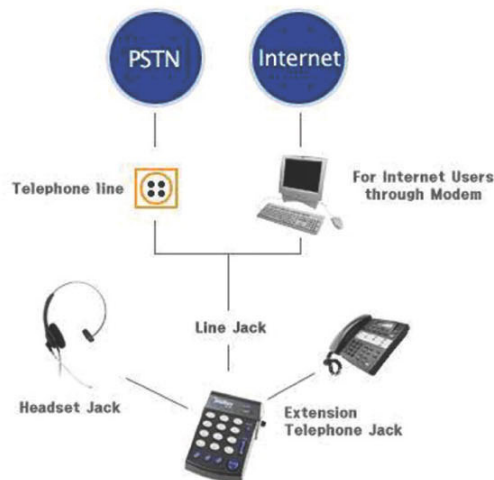 PSTN
Internet
Telephone line
For Internet Users
through Modem
Line Jack
Headset Jack
Extension
Telephone Jack